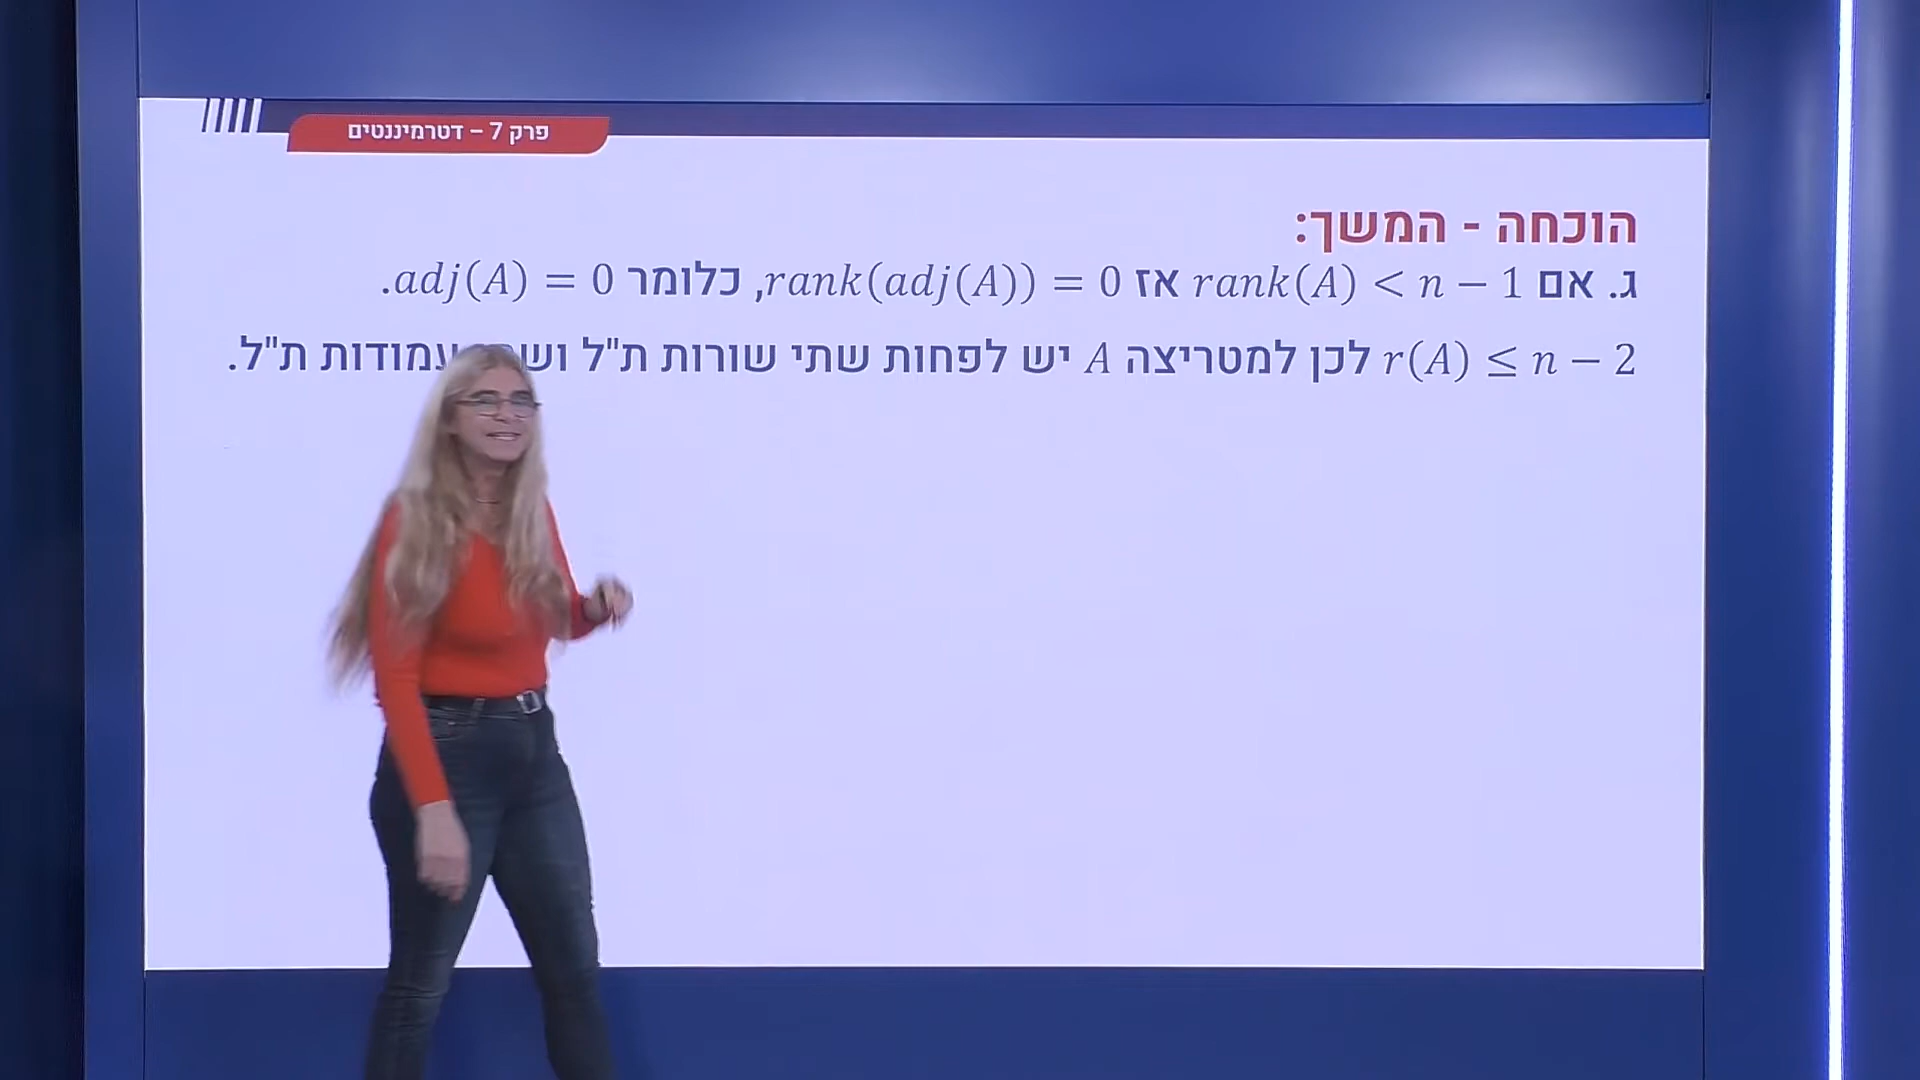 פרק 7 – דטרמיננטים
הוכחה - המשך:
ג. אם rank(A) < n − 1 אז rank(adj(A)) = 0, כלומר adj(A) = 0.
r(A) ≤ n − 2 לכן למטריצה A יש לפחות שתי שורות ת"ל עמודות ת"ל.